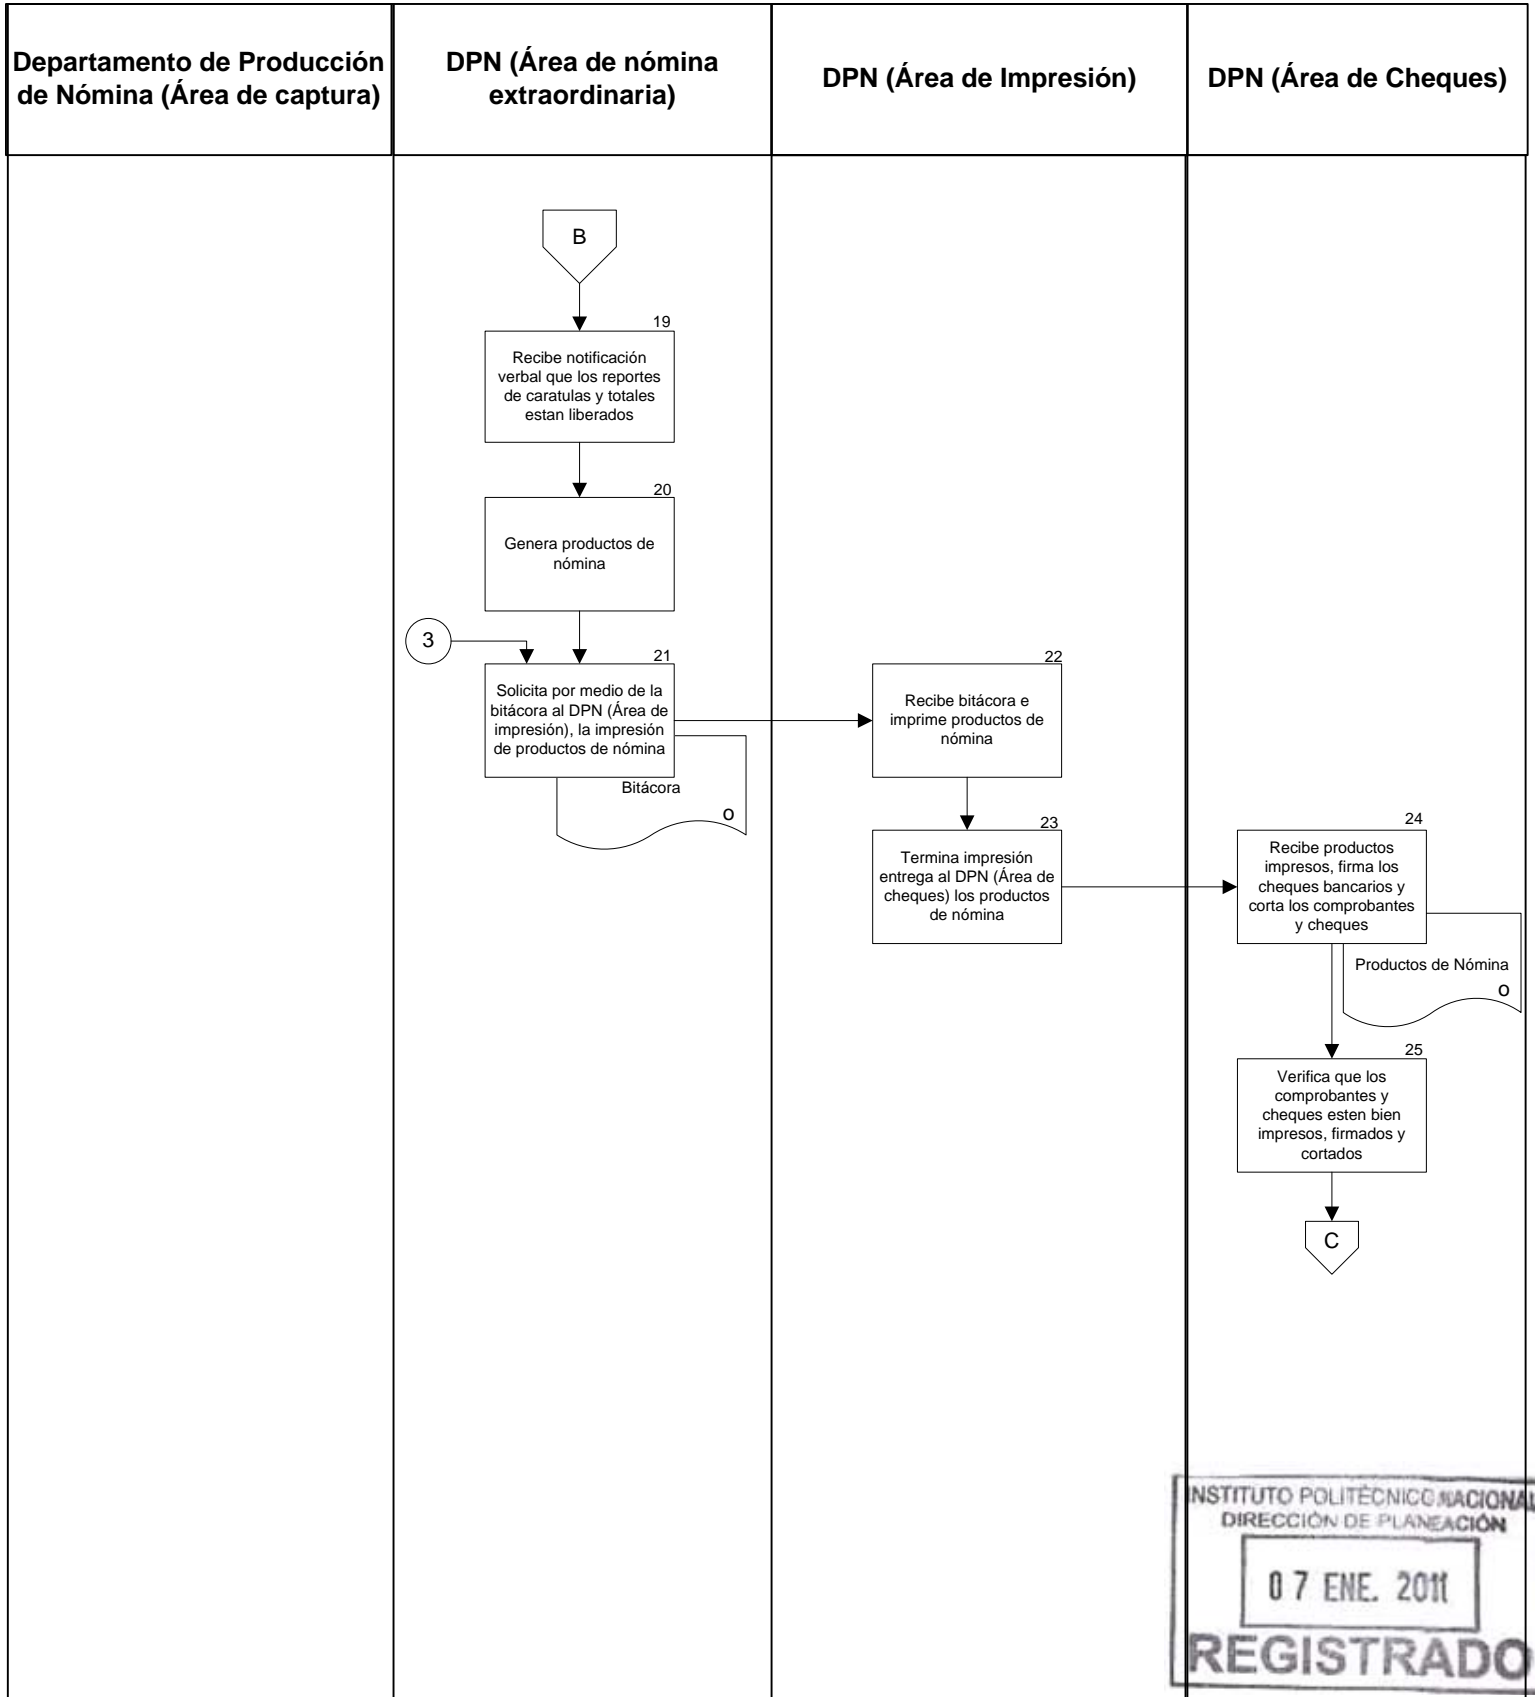 Departamento de Producción
de Nómina (Área de captura)
DPN (Área de nómina
extraordinaria)
DPN (Área de Impresión)
DPN (Área de Cheques)
B
19
Recibe notificación
verbal que los reportes
de caratulas y totales
estan liberados
20
Genera productos de
nómina
3
21
Solicita por medio de la
bitácora al DPN (Área de
impresión), la impresión
de productos de nómina
Bitácora
o
22
Recibe bitácora e
imprime productos de
nómina
23
Termina impresión
entrega al DPN (Área de
cheques) los productos
de nómina
24
Recibe productos
impresos, firma los
cheques bancarios y
corta los comprobantes
y cheques
Productos de Nómina
o
25
Verifica que los
comprobantes y
cheques esten bien
impresos, firmados y
cortados
C
INSTITUTO POLITÉCNICO NACIONAL
DIRECCIÓN DE PLANEACIÓN
07 ENE. 2011
REGISTRADO